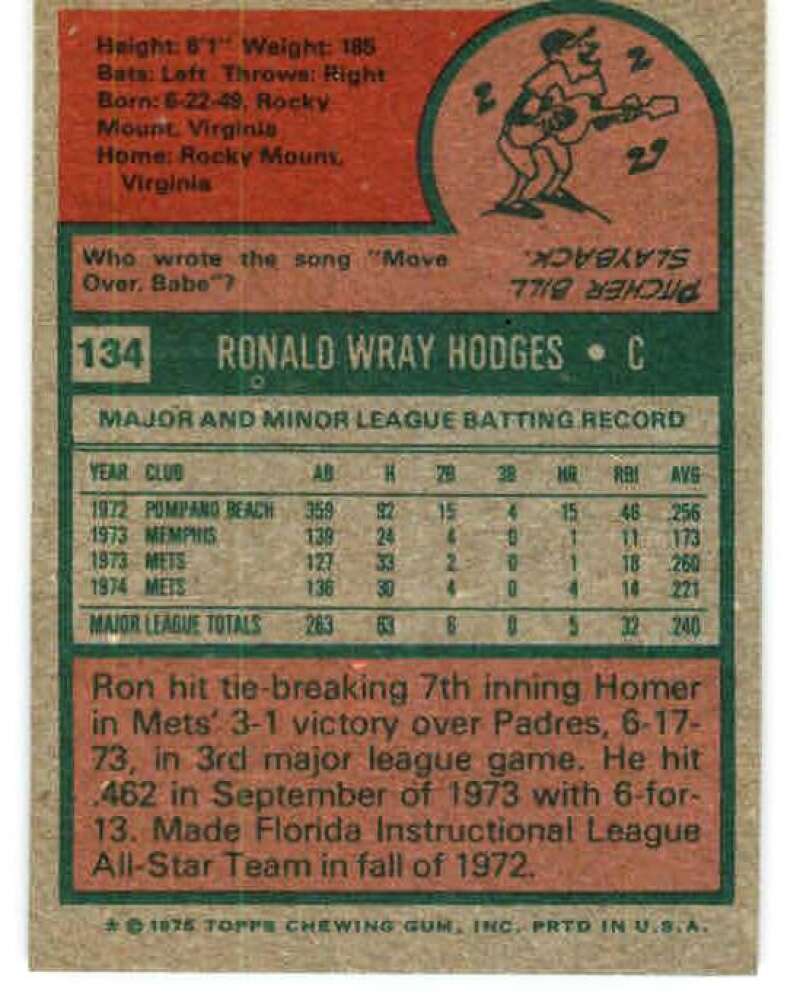 Height: 6'1" Weight: 185
Bats: Left Throws: Right
Born: 6-22-49, Rocky
Mount, Virginia
Home: Rocky Mount,
Virginia
Who wrote the song "Move
Over, Babe"?
PITCHER BILL
SLAYBACK.
134 RONALD WRAY HODGES • C
MAJOR AND MINOR LEAGUE BATTING RECORD
YEAR CLUB AB H 2B 3B HR RBI AVG
1972 POMPANO BEACH 359 92 15 4 15 46 .256
1973 MEMPHIS 139 24 4 0 1 11 .173
1973 METS 127 33 2 0 1 18 .260
1974 METS 136 30 4 0 4 14 .221
MAJOR LEAGUE TOTALS 263 63 6 0 5 32 .240
Ron hit tie-breaking 7th inning Homer
in Mets' 3-1 victory over Padres, 6-17-
73, in 3rd major league game. He hit
.462 in September of 1973 with 6-for-
13. Made Florida Instructional League
All-Star Team in fall of 1972.
* © 1975 TOPPS CHEWING GUM, INC. PRTD IN U.S.A.